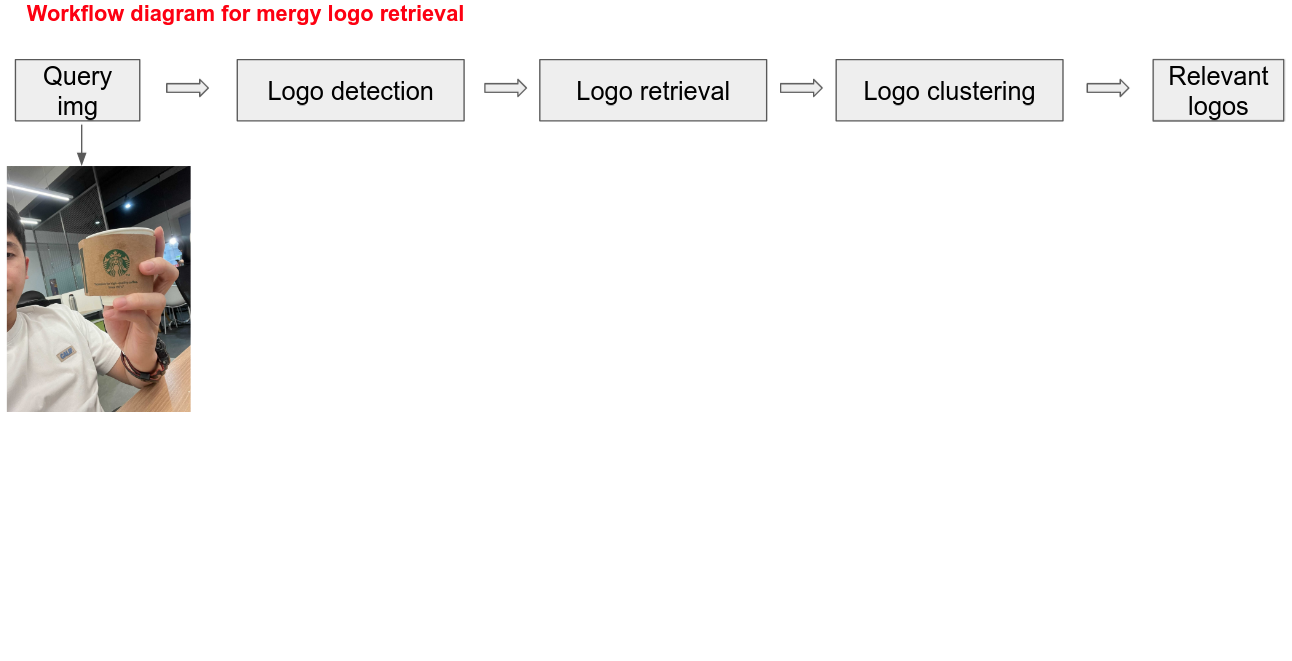 Workflow diagram for mergy logo retrieval
Query
img
Logo detection
Logo retrieval
Logo clustering
Relevant
logos